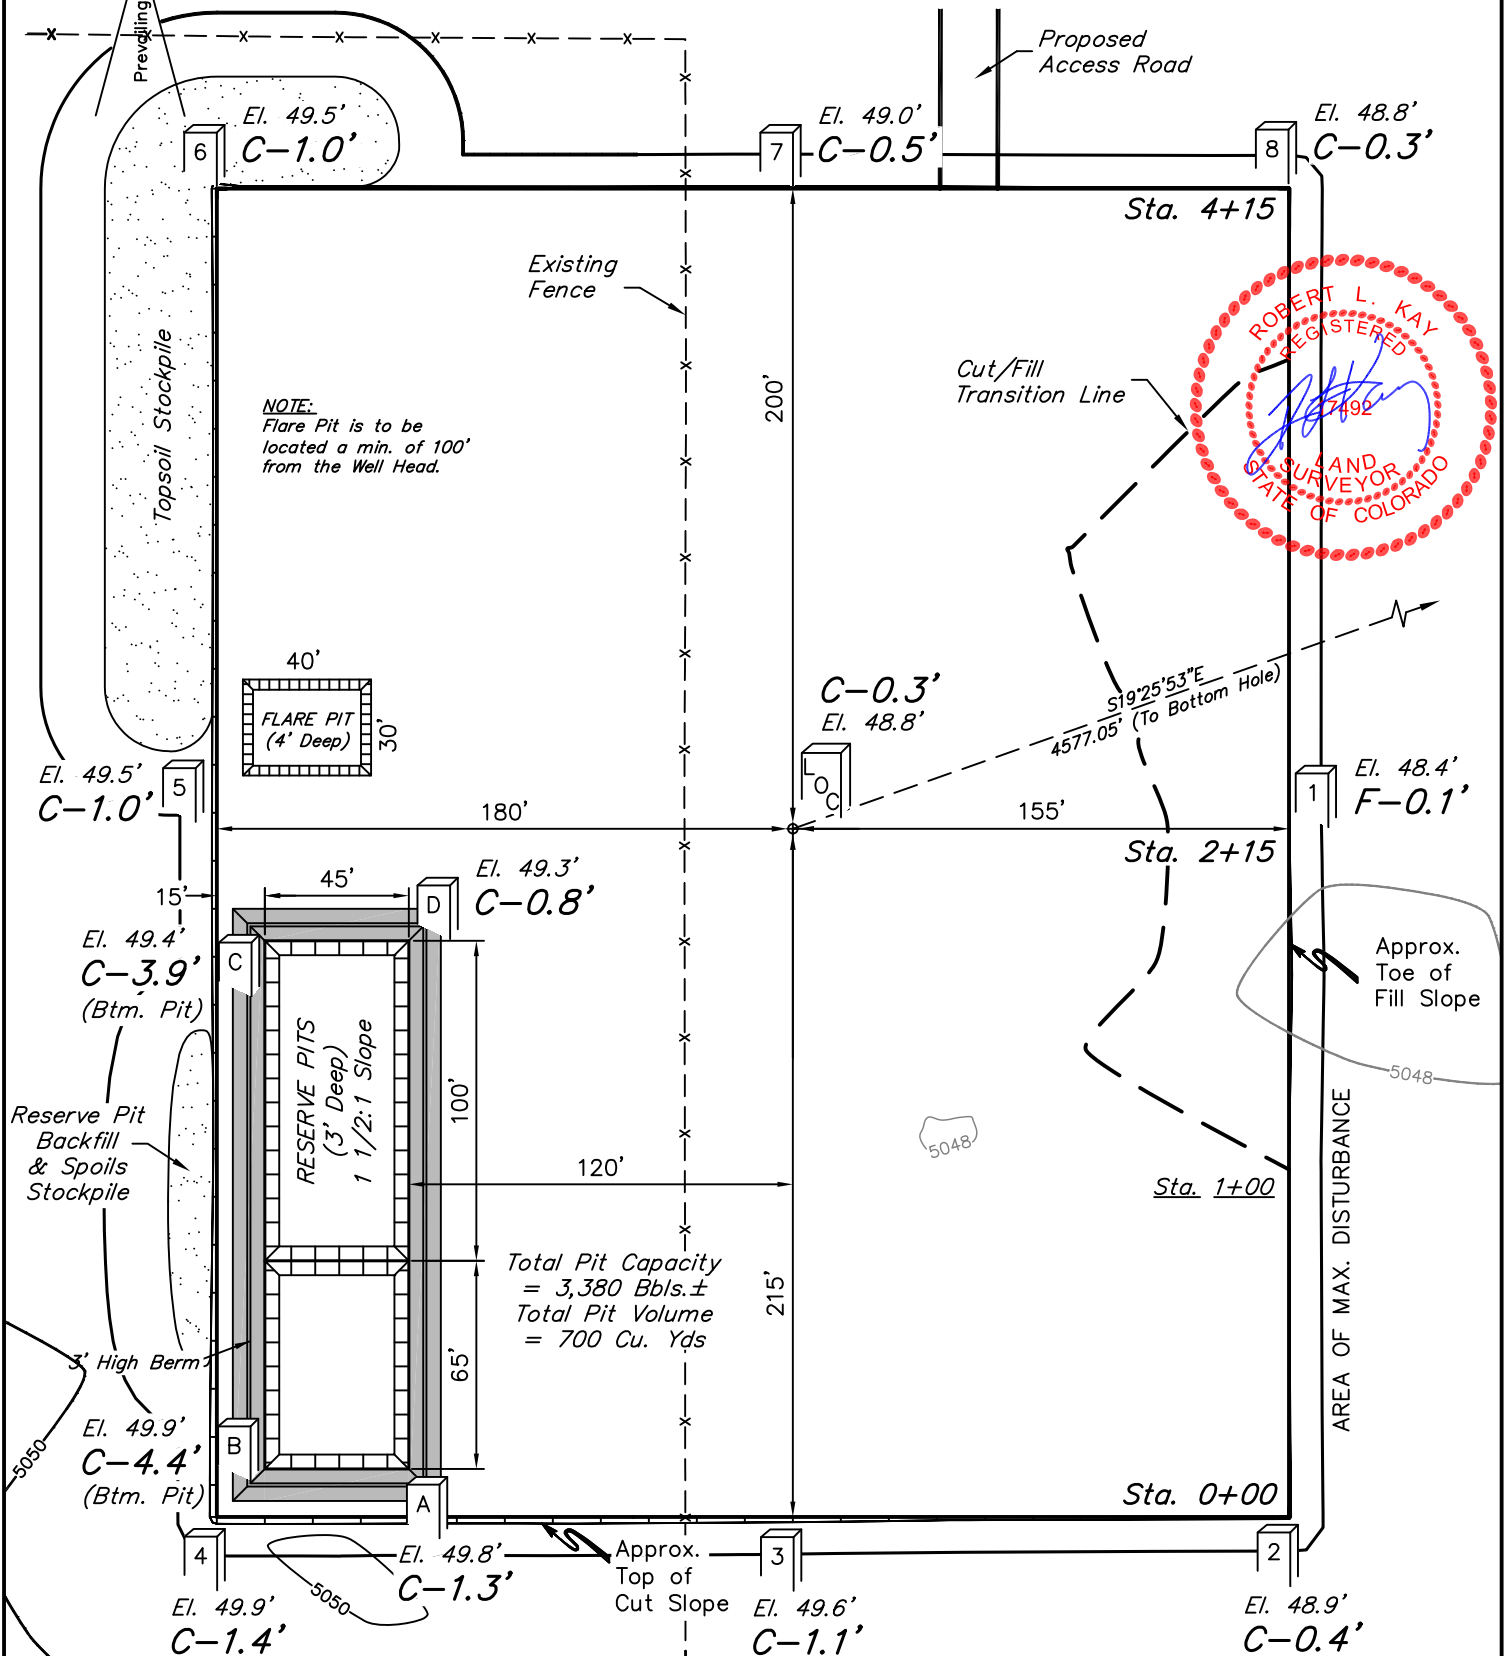 Prevailing
Proposed
Access Road
El. 49.5'
C-1.0'
6
El. 49.0'
C-0.5'
7
El. 48.8'
C-0.3'
8
Sta. 4+15
Existing
Fence
ROBERT L. KAY
REGISTERED
7492
LAND
SURVEYOR
STATE OF COLORADO
Topsoil Stockpile
Cut/Fill
Transition Line
200'
NOTE:
Flare Pit is to be
located a min. of 100'
from the Well Head.
40'
FLARE PIT
(4' Deep)
30'
C-0.3'
El. 48.8'
LOC
S19°25'53"E
4577.05' (To Bottom Hole)
El. 49.5'
C-1.0'
5
1
El. 48.4'
F-0.1'
180'
155'
Sta. 2+15
15'
45'
El. 49.3'
C-0.8'
D
El. 49.4'
C-3.9'
(Btm. Pit)
C
Approx.
Toe of
Fill Slope
5048
RESERVE PITS
(3' Deep)
1 1/2:1 Slope
100'
Reserve Pit
Backfill
& Spoils
Stockpile
5048
120'
Sta. 1+00
AREA OF MAX. DISTURBANCE
Total Pit Capacity
= 3,380 Bbls.±
Total Pit Volume
= 700 Cu. Yds
215'
3' High Berm
65'
5050
El. 49.9'
C-4.4'
(Btm. Pit)
B
A
Sta. 0+00
4
El. 49.9'
C-1.4'
5050
El. 49.8'
C-1.3'
Approx.
Top of
Cut Slope
3
El. 49.6'
C-1.1'
2
El. 48.9'
C-0.4'